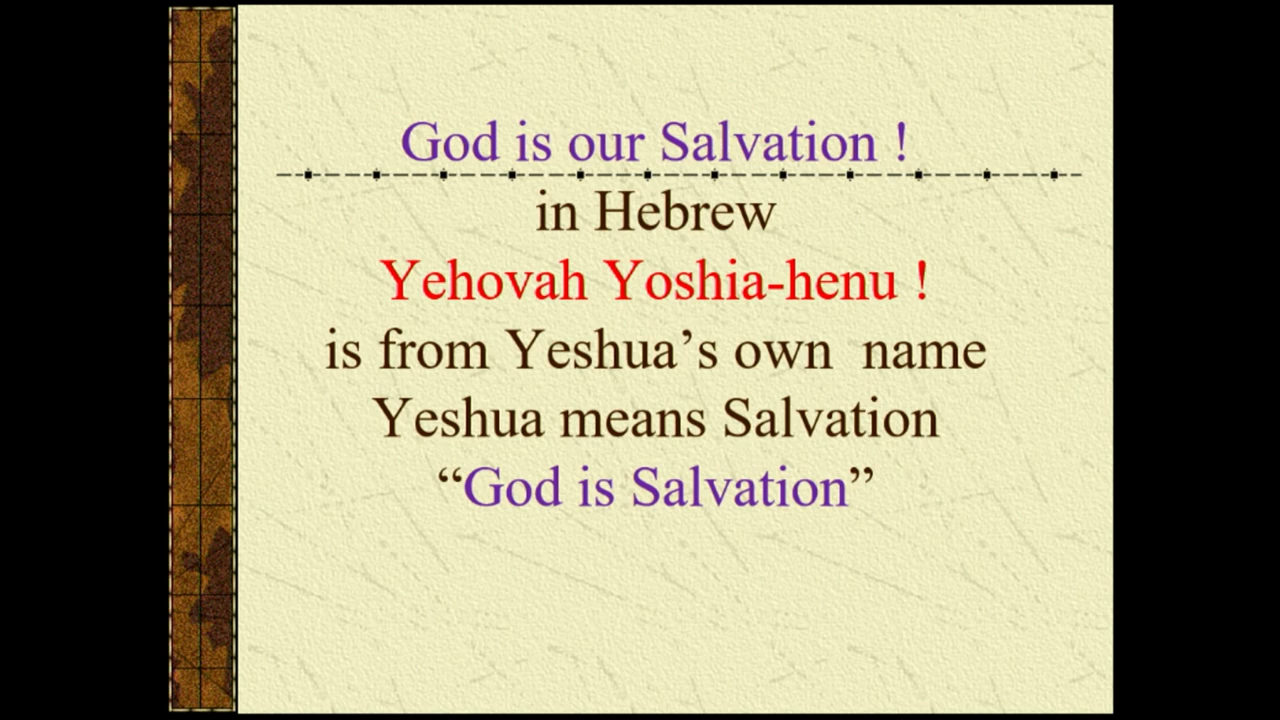 God is our Salvation !
in Hebrew
Yehovah Yoshia-henu !
is from Yeshua’s own  name
Yeshua means Salvation
“God is Salvation”